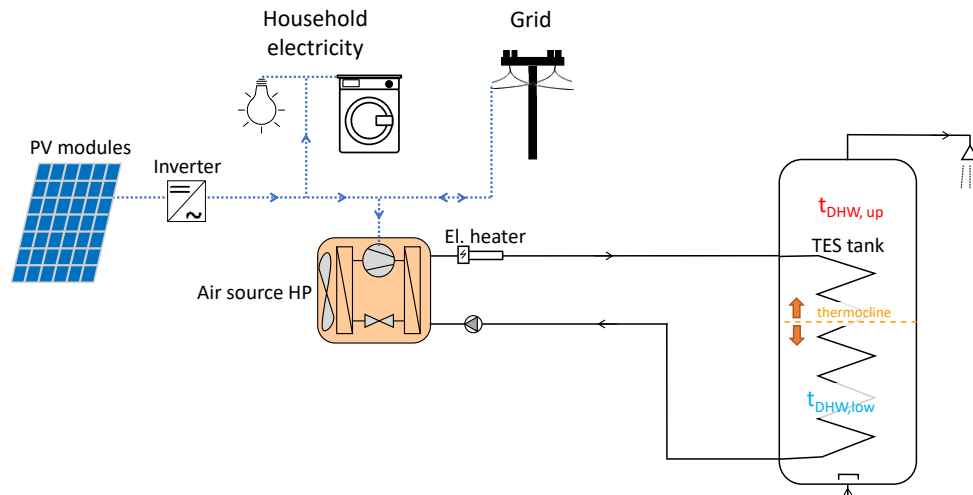 Household
electricity
Grid
PV modules
Inverter
El. heater
Air source HP
t_DHW, up
TES tank
thermocline
t_DHW,low